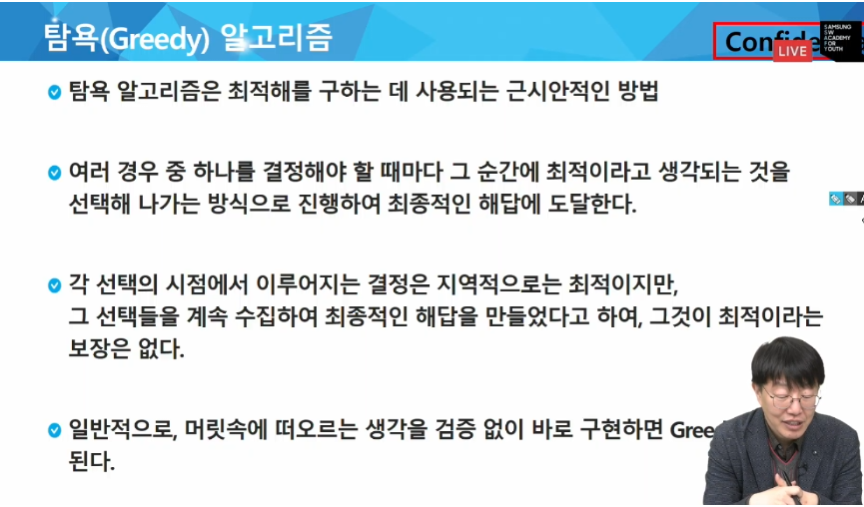 탐욕(Greedy) 알고리즘
LIVE
SAMSUNG
SW
ACADEMY
FOR
YOUTH
탐욕 알고리즘은 최적해를 구하는 데 사용되는 근시안적인 방법
여러 경우 중 하나를 결정해야 할 때마다 그 순간에 최적이라고 생각되는 것을
선택해 나가는 방식으로 진행하여 최종적인 해답에 도달한다.
각 선택의 시점에서 이루어지는 결정은 지역적으로는 최적이지만,
그 선택들을 계속 수집하여 최종적인 해답을 만들었다고 하여, 그것이 최적이라는
보장은 없다.
일반적으로, 머릿속에 떠오르는 생각을 검증 없이 바로 구현하면
된다.